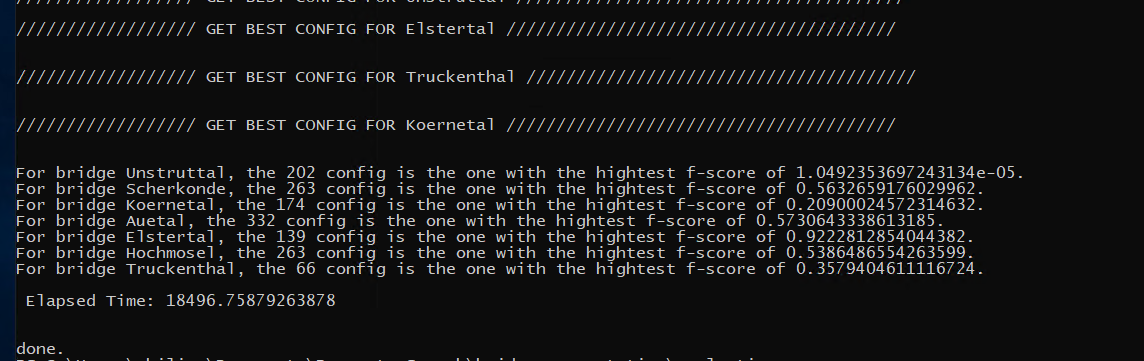 ////////////////// GET BEST CONFIG FOR Unstruttal ////////////////////////////////////////
////////////////// GET BEST CONFIG FOR Elstertal ///////////////////////////////////////
////////////////// GET BEST CONFIG FOR Truckenthal ///////////////////////////////////////
////////////////// GET BEST CONFIG FOR Koernetal ///////////////////////////////////////
For bridge Unstruttal, the 202 config is the one with the hightest f-score of 1.0492353697243134e-05.
For bridge Scherkonde, the 263 config is the one with the hightest f-score of 0.5632659176029962.
For bridge Koernetal, the 174 config is the one with the hightest f-score of 0.20900024572314632.
For bridge Auetal, the 332 config is the one with the hightest f-score of 0.5730643338613185.
For bridge Elstertal, the 139 config is the one with the hightest f-score of 0.9222812854044382.
For bridge Hochmosel, the 263 config is the one with the hightest f-score of 0.5386486554263599.
For bridge Truckenthal, the 66 config is the one with the hightest f-score of 0.3579404611116724.
Elapsed Time: 18496.75879263878
done.